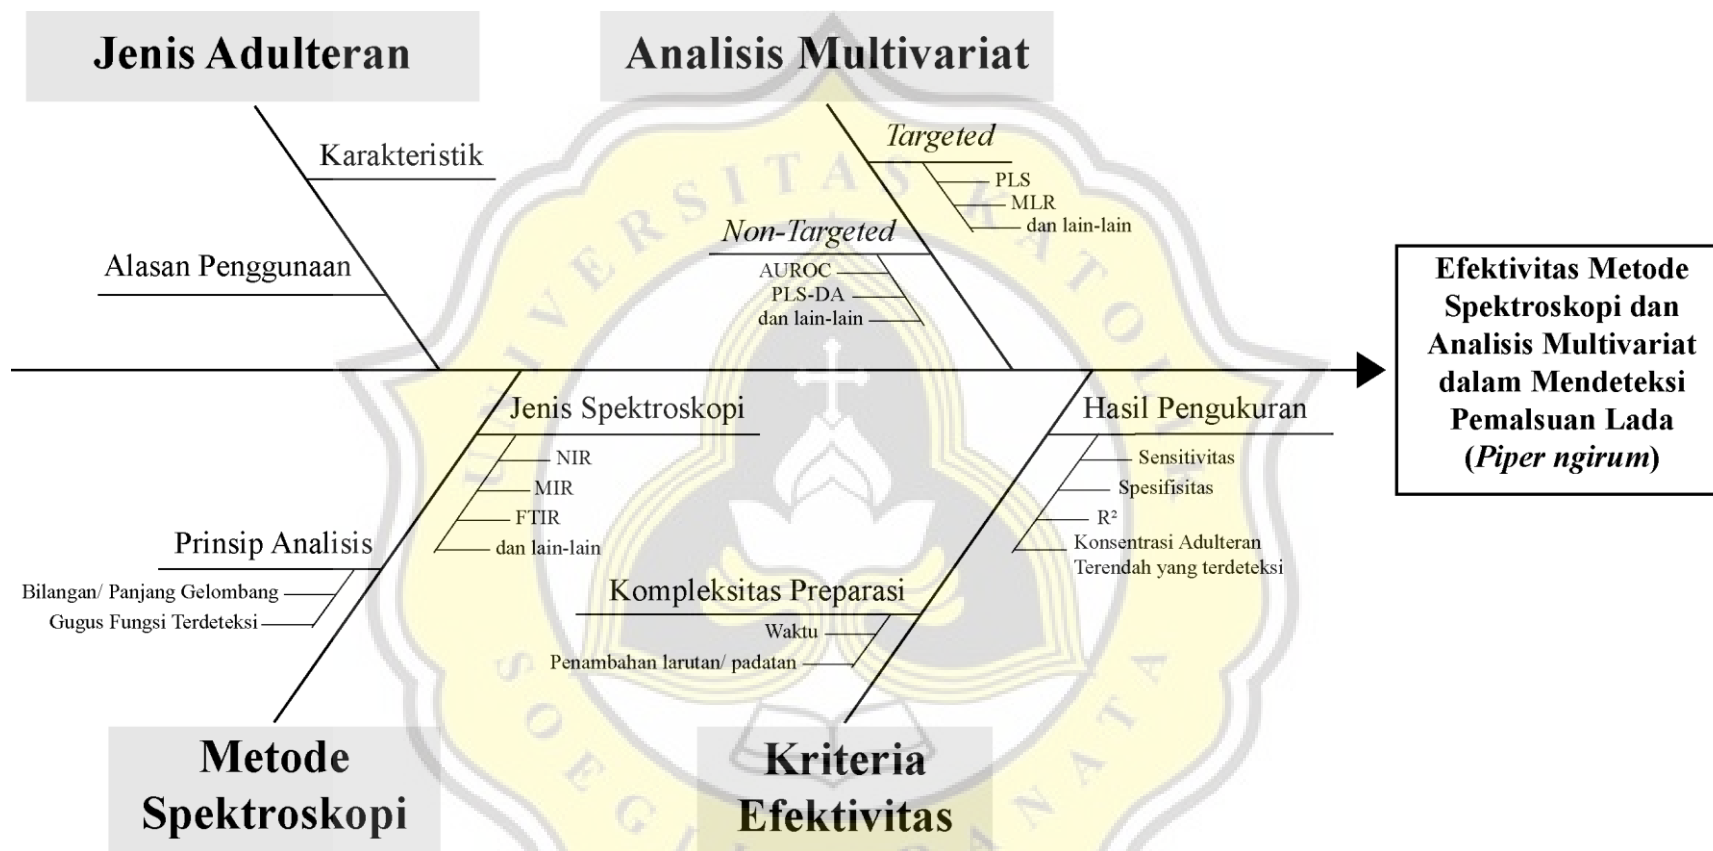 Jenis Adulteran
Karakteristik
Alasan Penggunaan
Analisis Multivariat
Targeted
PLS
MLR
dan lain-lain
Non-Targeted
AUROC
PLS-DA
dan lain-lain
Efektivitas Metode
Spektroskopi dan
Analisis Multivariat
dalam Mendeteksi
Pemalsuan Lada
(Piper ngirum)
Jenis Spektroskopi
NIR
MIR
FTIR
dan lain-lain
Prinsip Analisis
Bilangan/ Panjang Gelombang
Gugus Fungsi Terdeteksi
Metode
Spektroskopi
Hasil Pengukuran
Sensitivitas
Spesifisitas
R²
Konsentrasi Adulteran
Terendah yang terdeteksi
Kompleksitas Preparasi
Waktu
Penambahan larutan/ padatan
Kriteria
Efektivitas
UNIVERSITAS KATOLIK